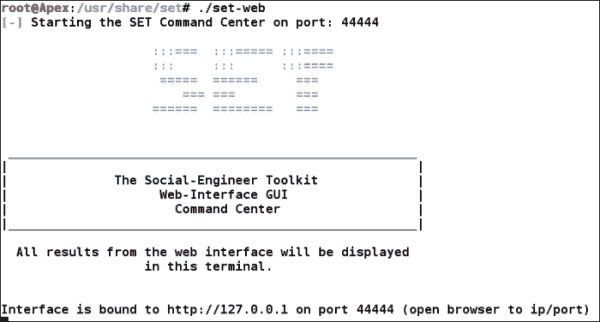 root@Apex:/usr/share/set# ./set-web
[-] Starting the SET Command Center on port: 44444
:::===  :::===== :::====
:::     :::      :::====
 =====  ======     ===
    === ===        ===
======  ========   ===
The Social-Engineer Toolkit
Web-Interface GUI
Command Center
All results from the web interface will be displayed
in this terminal.
Interface is bound to http://127.0.0.1 on port 44444 (open browser to ip/port)